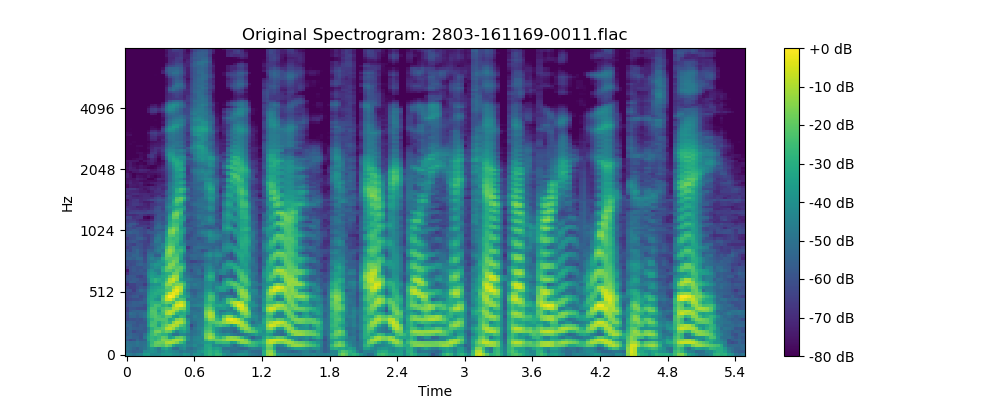 Original Spectrogram: 2803-161169-0011.flac
Hz
4096
2048
1024
512
0
0 0.6 1.2 1.8 2.4 3 3.6 4.2 4.8 5.4
Time
+0 dB
-10 dB
-20 dB
-30 dB
-40 dB
-50 dB
-60 dB
-70 dB
-80 dB